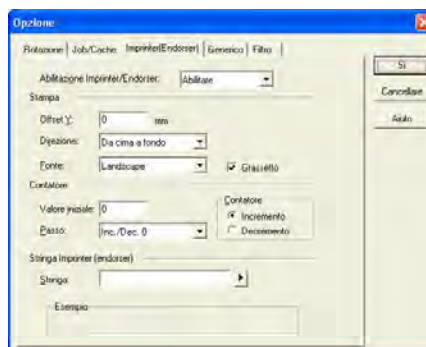 Opzione
Rotazione Job/Cache Imprinter(Endorser) Generico Filtro
Abilitazione Imprinter/Endorser: Abilitare
Sì
Cancellare
Aiuto
Stampa
Offset Y: 0 mm
Direzione: Da cima a fondo
Fonte: Landscape Grassetto
Contatore
Valore iniziale: 0
Passo: Inc./Dec. 0
Contatore
Incremento
Decremento
Stringa Imprinter (endorser)
Stringa:
Esempio